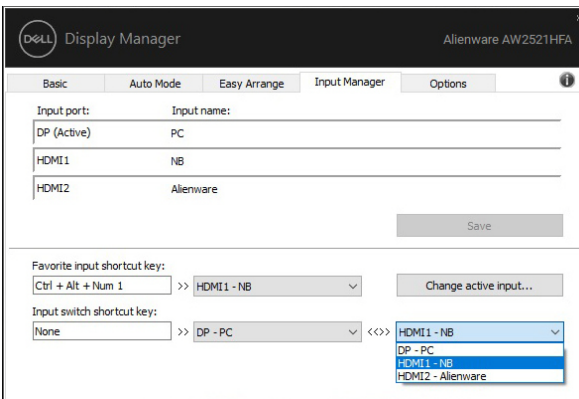 DELL Display Manager Alienware AW2521HFA
Basic Auto Mode Easy Arrange Input Manager Options
Input port: Input name:
DP (Active) PC
HDMI1 NB
HDMI2 Alienware
Save
Favorite input shortcut key:
Ctrl + Alt + Num 1 >> HDMI1 - NB Change active input...
Input switch shortcut key:
None >> DP - PC <<>> HDMI1 - NB
DP - PC
HDMI1 - NB
HDMI2 - Alienware